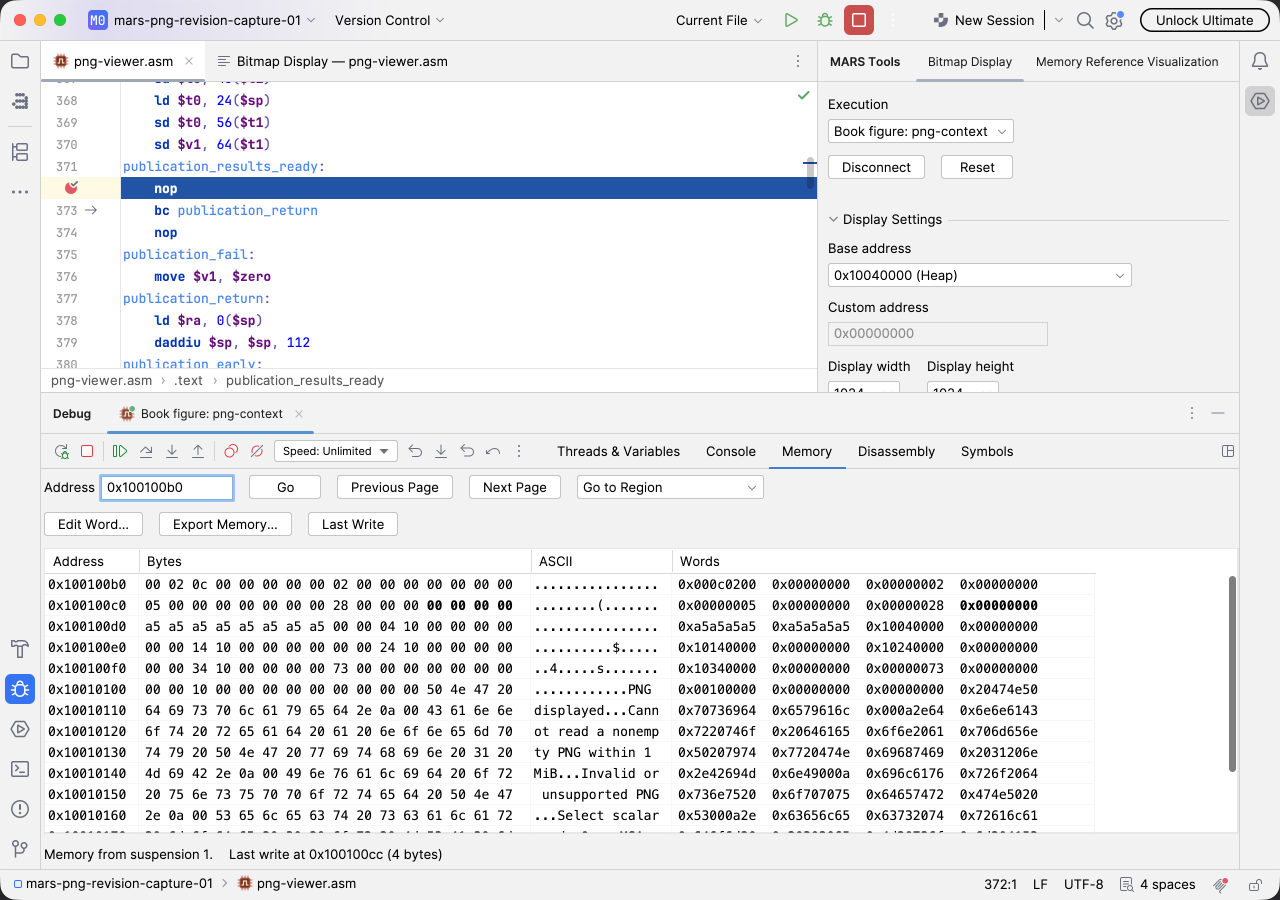 M0 mars-png-revision-capture-01 Version Control Current File New Session Unlock Ultimate
png-viewer.asm Bitmap Display — png-viewer.asm
MARS Tools Bitmap Display Memory Reference Visualization
368 ld $t0, 24($sp)
369 sd $t0, 56($t1)
370 sd $v1, 64($t1)
371 publication_results_ready:
nop
373 bc publication_return
374 nop
375 publication_fail:
376 move $v1, $zero
377 publication_return:
378 ld $ra, 0($sp)
379 daddiu $sp, $sp, 112
380 publication_early:
png-viewer.asm › .text › publication_results_ready
Execution
Book figure: png-context
Disconnect Reset
Display Settings
Base address
0x10040000 (Heap)
Custom address
0x00000000
Display width Display height
1024 1024
Debug Book figure: png-context
Speed: Unlimited Threads & Variables Console Memory Disassembly Symbols
Address 0x100100b0 Go Previous Page Next Page Go to Region
Edit Word... Export Memory... Last Write
Address Bytes ASCII Words
0x100100b0 00 02 0c 00 00 00 00 00 02 00 00 00 00 00 00 00 ................ 0x000c0200 0x00000000 0x00000002 0x00000000
0x100100c0 05 00 00 00 00 00 00 00 28 00 00 00 00 00 00 00 ........(....... 0x00000005 0x00000000 0x00000028 0x00000000
0x100100d0 a5 a5 a5 a5 a5 a5 a5 a5 00 00 04 10 00 00 00 00 ................ 0xa5a5a5a5 0xa5a5a5a5 0x10040000 0x00000000
0x100100e0 00 00 14 10 00 00 00 00 00 00 24 10 00 00 00 00 ..........$..... 0x10140000 0x00000000 0x10240000 0x00000000
0x100100f0 00 00 34 10 00 00 00 00 73 00 00 00 00 00 00 00 ..4.....s....... 0x10340000 0x00000000 0x00000073 0x00000000
0x10010100 00 00 10 00 00 00 00 00 00 00 00 00 50 4e 47 20 ............PNG 0x00100000 0x00000000 0x00000000 0x20474e50
0x10010110 64 69 73 70 6c 61 79 65 64 2e 0a 00 43 61 6e 6e displayed...Cann 0x70736964 0x6579616c 0x000a2e64 0x6e6e6143
0x10010120 6f 74 20 72 65 61 64 20 61 20 6e 6f 6e 65 6d 70 ot read a nonemp 0x7220746f 0x20646165 0x6f6e2061 0x706d656e
0x10010130 74 79 20 50 4e 47 20 77 69 74 68 69 6e 20 31 20 ty PNG within 1 0x50207974 0x7720474e 0x69687469 0x2031206e
0x10010140 4d 69 42 2e 0a 00 49 6e 76 61 6c 69 64 20 6f 72 MiB...Invalid or 0x2e42694d 0x6e49000a 0x696c6176 0x726f2064
0x10010150 20 75 6e 73 75 70 70 6f 72 74 65 64 20 50 4e 47 unsupported PNG 0x736e7520 0x6f707075 0x64657472 0x474e5020
0x10010160 2e 0a 00 53 65 6c 65 63 74 20 73 63 61 6c 61 72 ...Select scalar 0x53000a2e 0x63656c65 0x63732074 0x72616c61
Memory from suspension 1. Last write at 0x100100cc (4 bytes)
mars-png-revision-capture-01 › png-viewer.asm 372:1 LF UTF-8 4 spaces